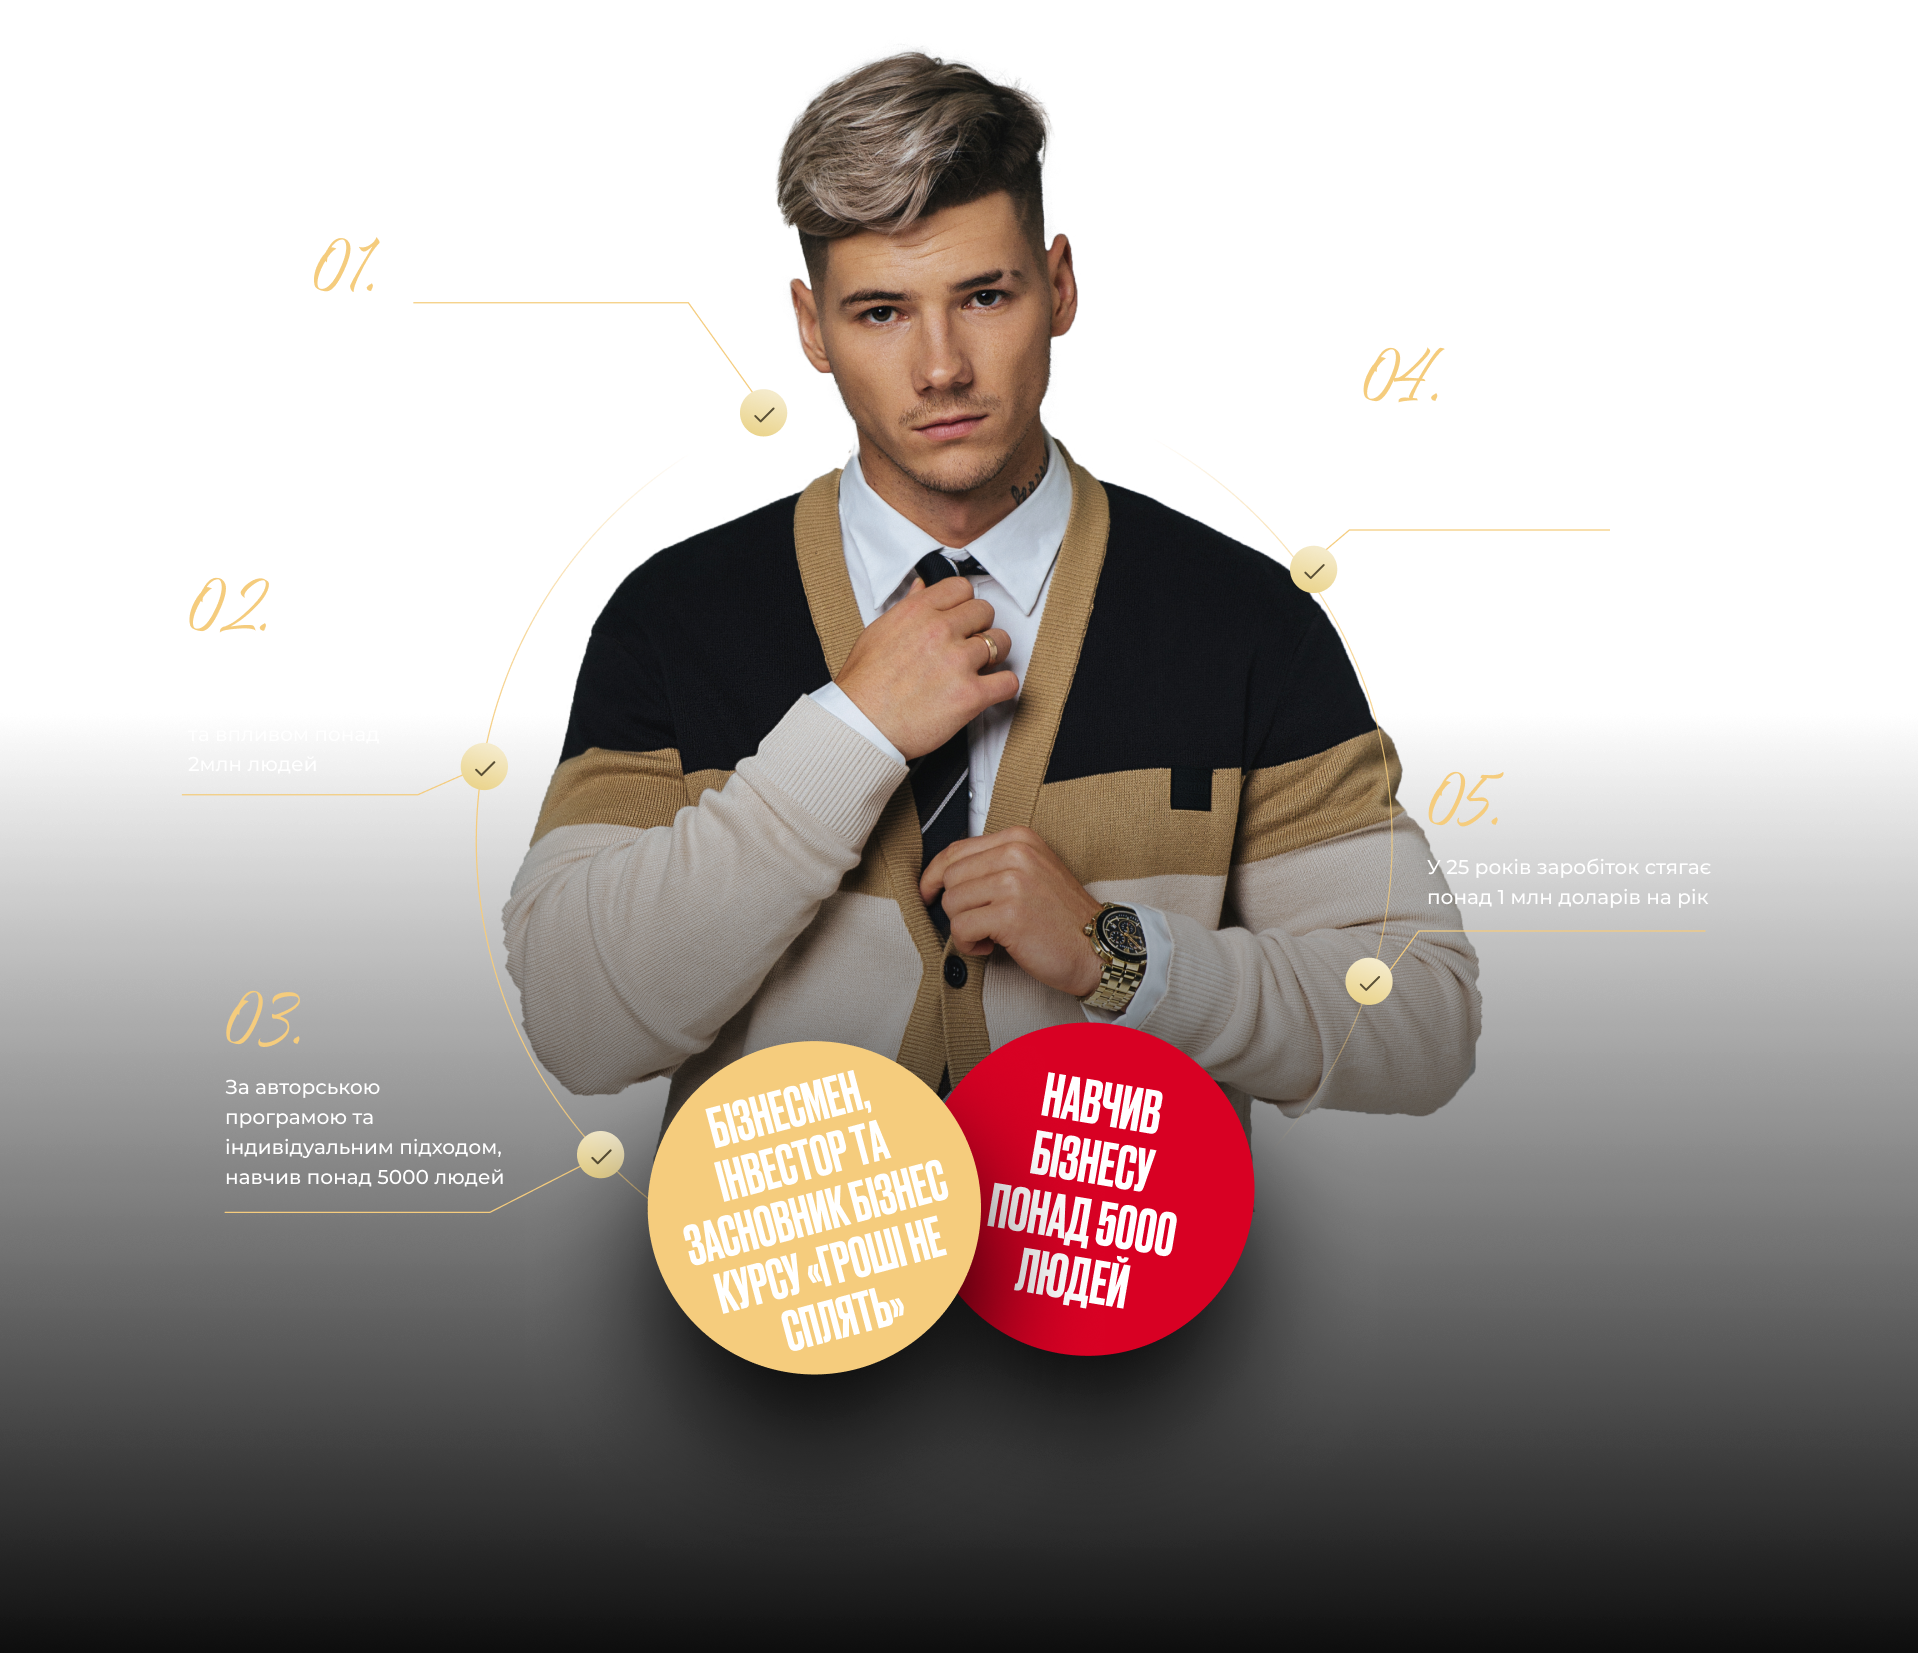 01.
02.
та впливом понад
2млн людей
03.
За авторською
програмою та
індивідуальним підходом,
навчив понад 5000 людей
04.
05.
У 25 років заробіток стягає
понад 1 млн доларів на рік
БІЗНЕСМЕН,
ІНВЕСТОР ТА
ЗАСНОВНИК БІЗНЕС
КУРСУ «ГРОШІ НЕ
СПЛЯТЬ»
НАВЧИВ
БІЗНЕСУ
ПОНАД 5000
ЛЮДЕЙ